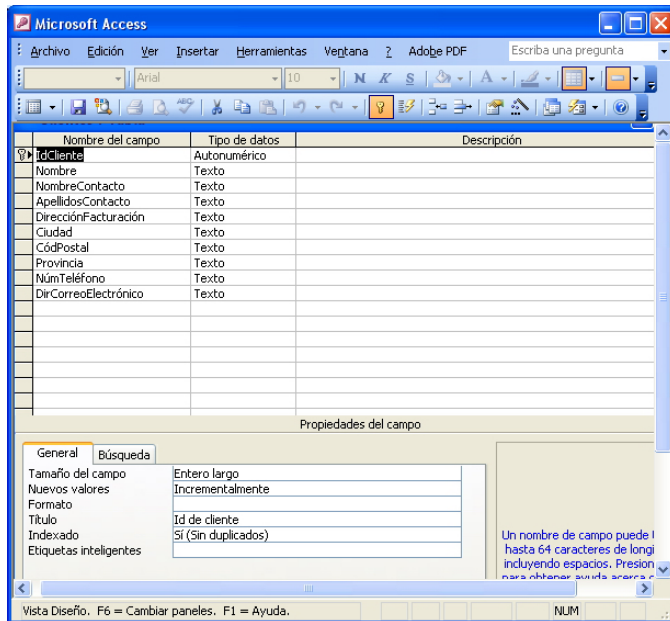 Microsoft Access
Archivo Edición Ver Insertar Herramientas Ventana ? Adobe PDF Escriba una pregunta
Arial 10 N K S A
Nombre del campo Tipo de datos Descripción
IdCliente Autonumérico
Nombre Texto
NombreContacto Texto
ApellidosContacto Texto
DirecciónFacturación Texto
Ciudad Texto
CódPostal Texto
Provincia Texto
NúmTeléfono Texto
DirCorreoElectrónico Texto
Propiedades del campo
General Búsqueda
Tamaño del campo Entero largo
Nuevos valores Incrementalmente
Formato
Título Id de cliente
Indexado Sí (Sin duplicados)
Etiquetas inteligentes
Un nombre de campo puede
hasta 64 caracteres de longi
incluyendo espacios. Presion
para obtener ayuda acerca
Vista Diseño. F6 = Cambiar paneles. F1 = Ayuda. NUM